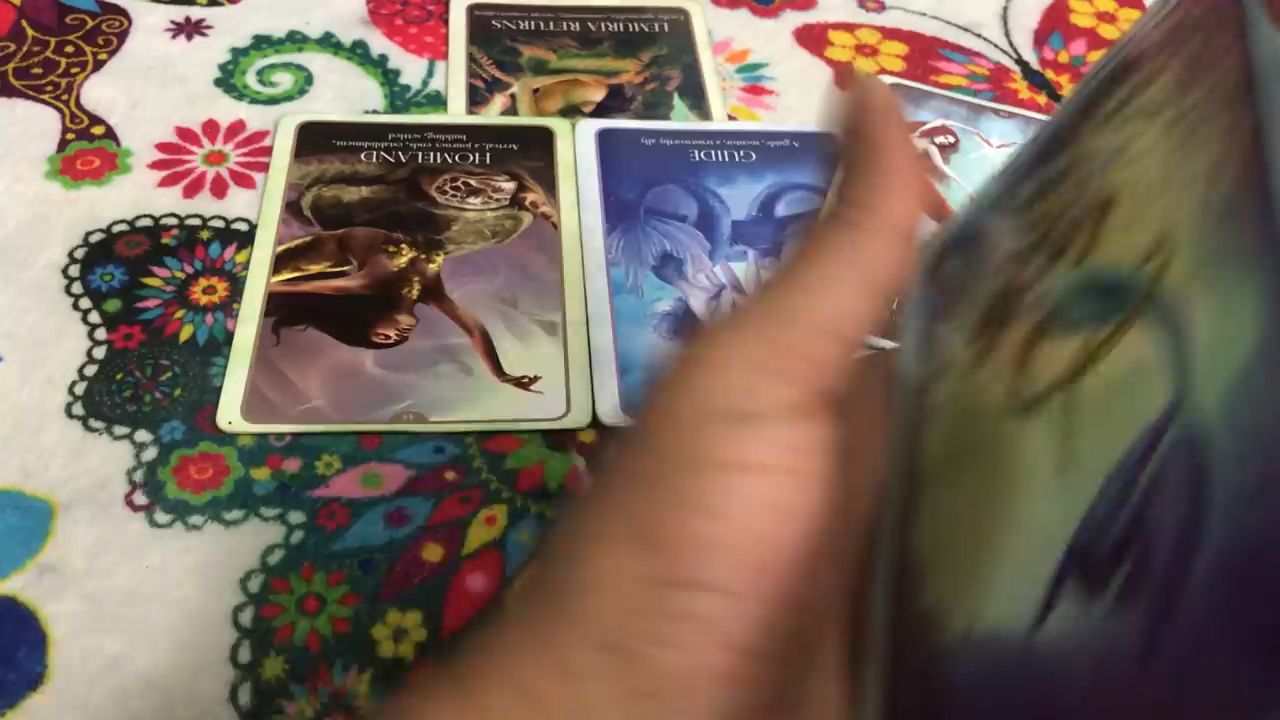 LEMURIA RETURNS
HOMELAND
Arrival, journey ends, establishment,
building, settled
GUIDE
A guide, mentor, a trustworthy ally